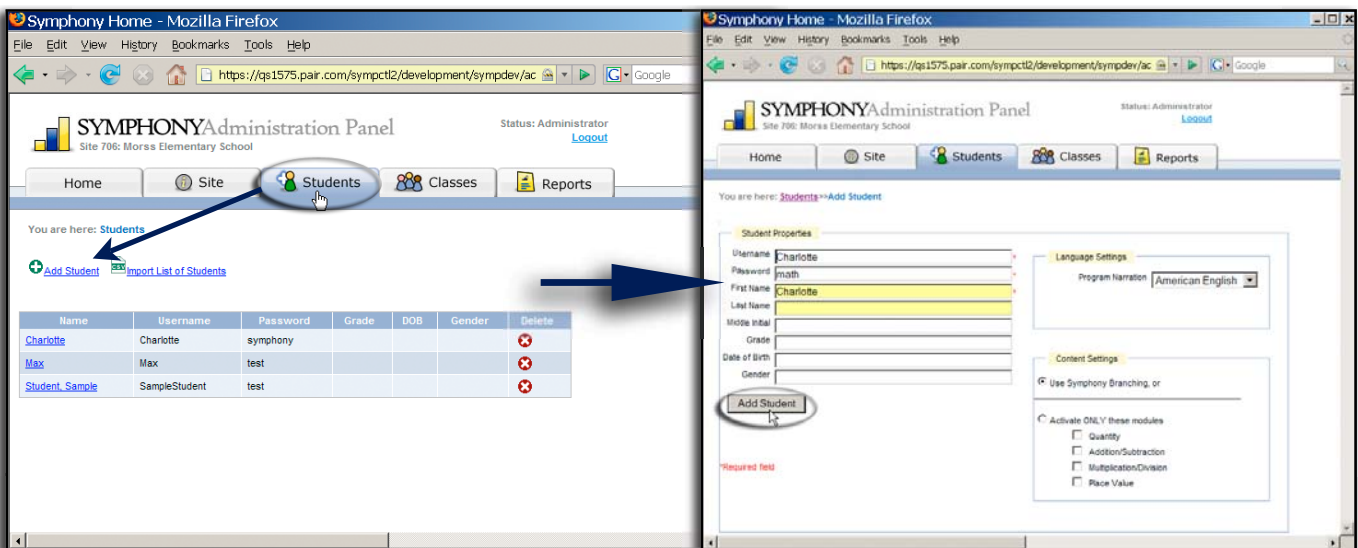 Symphony Home - Mozilla Firefox
File Edit View History Bookmarks Tools Help
https://qs1575.pair.com/sympctl2/development/sympdev/ac
G Google
SYMPHONYAdministration Panel
Site 706: Morss Elementary School
Status: Administrator
Logout
Home Site Students Classes Reports
You are here: Students
Add Student CSV Import List of Students
Name Username Password Grade DOB Gender Delete
Charlotte Charlotte symphony
Max Max test
Student, Sample SampleStudent test
Symphony Home - Mozilla Firefox
File Edit View History Bookmarks Tools Help
https://qs1575.pair.com/sympctl2/development/sympdev/ac
G Google
SYMPHONYAdministration Panel
Site 706: Morss Elementary School
Status: Administrator
Logout
Home Site Students Classes Reports
You are here: Students>>Add Student
Student Properties
Username Charlotte *
Password math *
First Name Charlotte *
Last Name
Middle Initial
Grade
Date of Birth
Gender
Add Student
*Required field
Language Settings
Program Narration American English
Content Settings
Use Symphony Branching, or
Activate ONLY these modules
Quantity
Addition/Subtraction
Multiplication/Division
Place Value